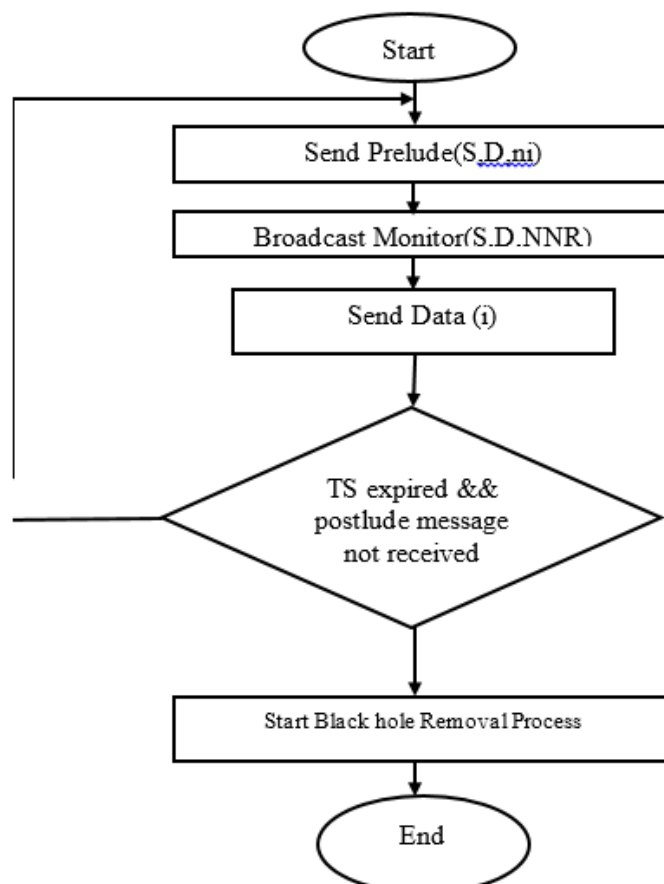 Start
Send Prelude(S.D.ni)
Broadcast Monitor(S.D.NNR)
Send Data (i)
TS expired &&
postlude message
not received
Start Black hole Removal Process
End